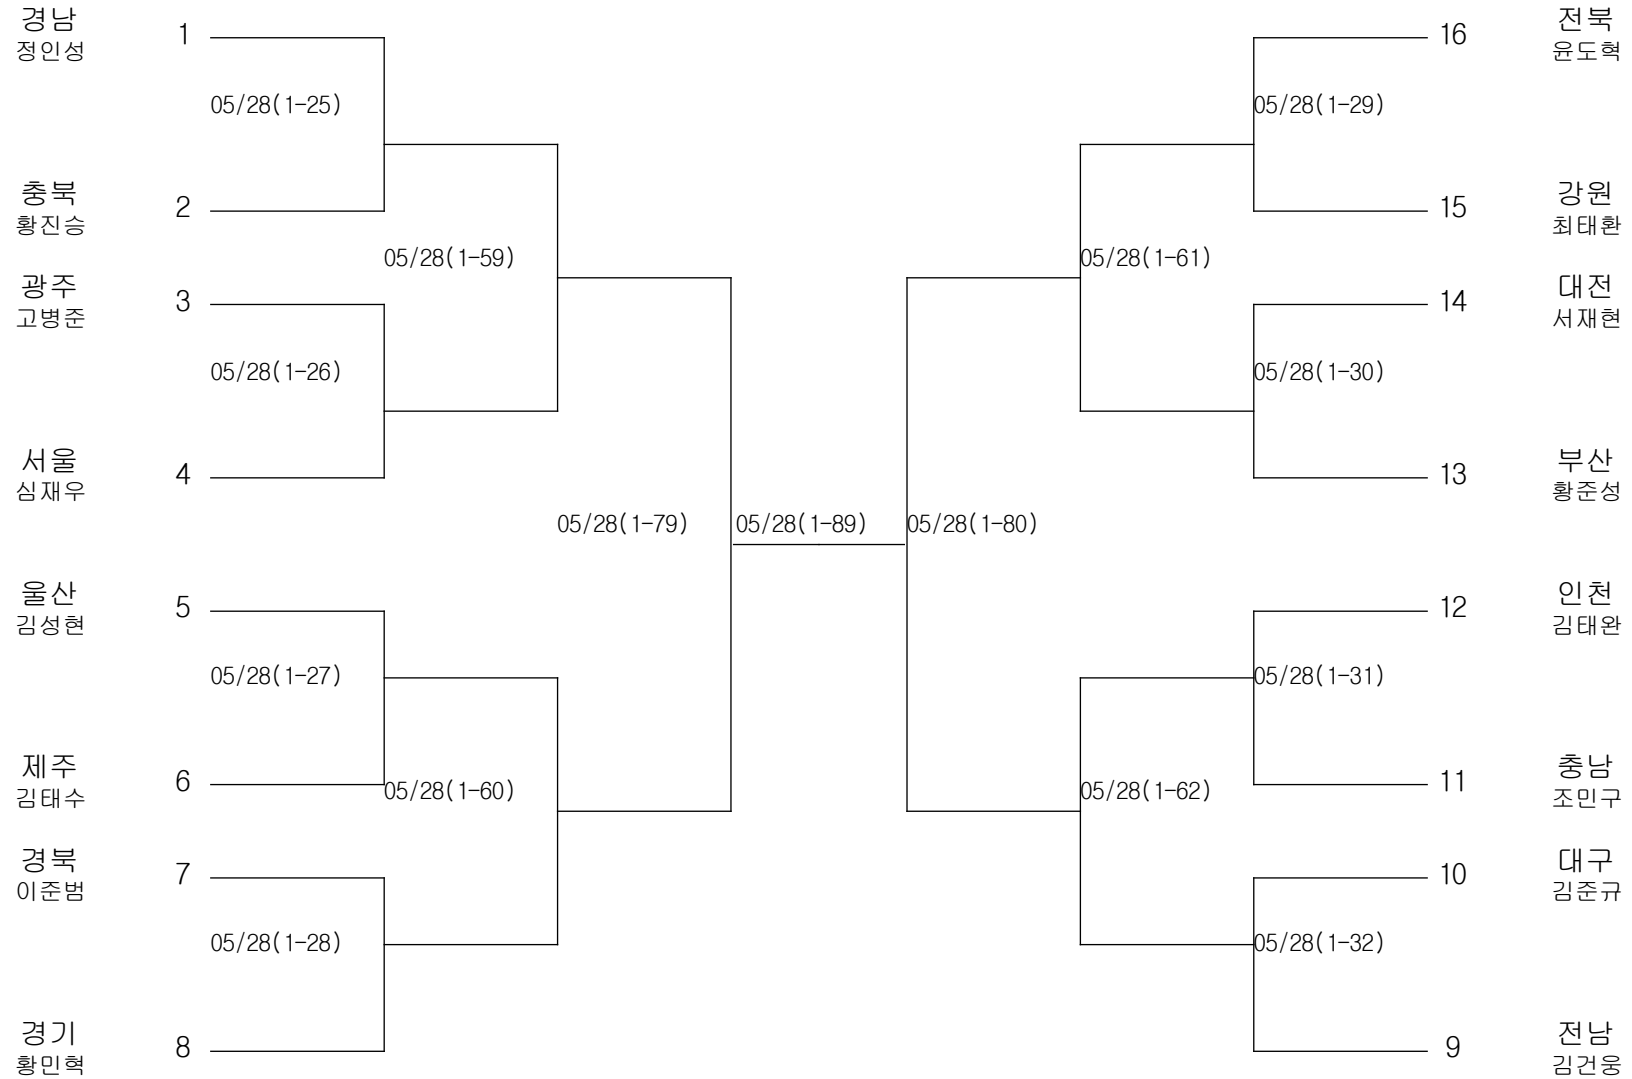 경남
정인성
1
05/28(1-25)
충북
황진승
2
05/28(1-59)
광주
고병준
3
05/28(1-26)
서울
심재우
4
05/28(1-79)
울산
김성현
5
05/28(1-27)
제주
김태수
6
05/28(1-60)
경북
이준범
7
05/28(1-28)
경기
황민혁
8
05/28(1-89)
16
전북
윤도혁
05/28(1-29)
15
강원
최태환
05/28(1-61)
14
대전
서재현
05/28(1-30)
13
부산
황준성
05/28(1-80)
12
인천
김태완
05/28(1-31)
11
충남
조민구
05/28(1-62)
10
대구
김준규
05/28(1-32)
9
전남
김건웅